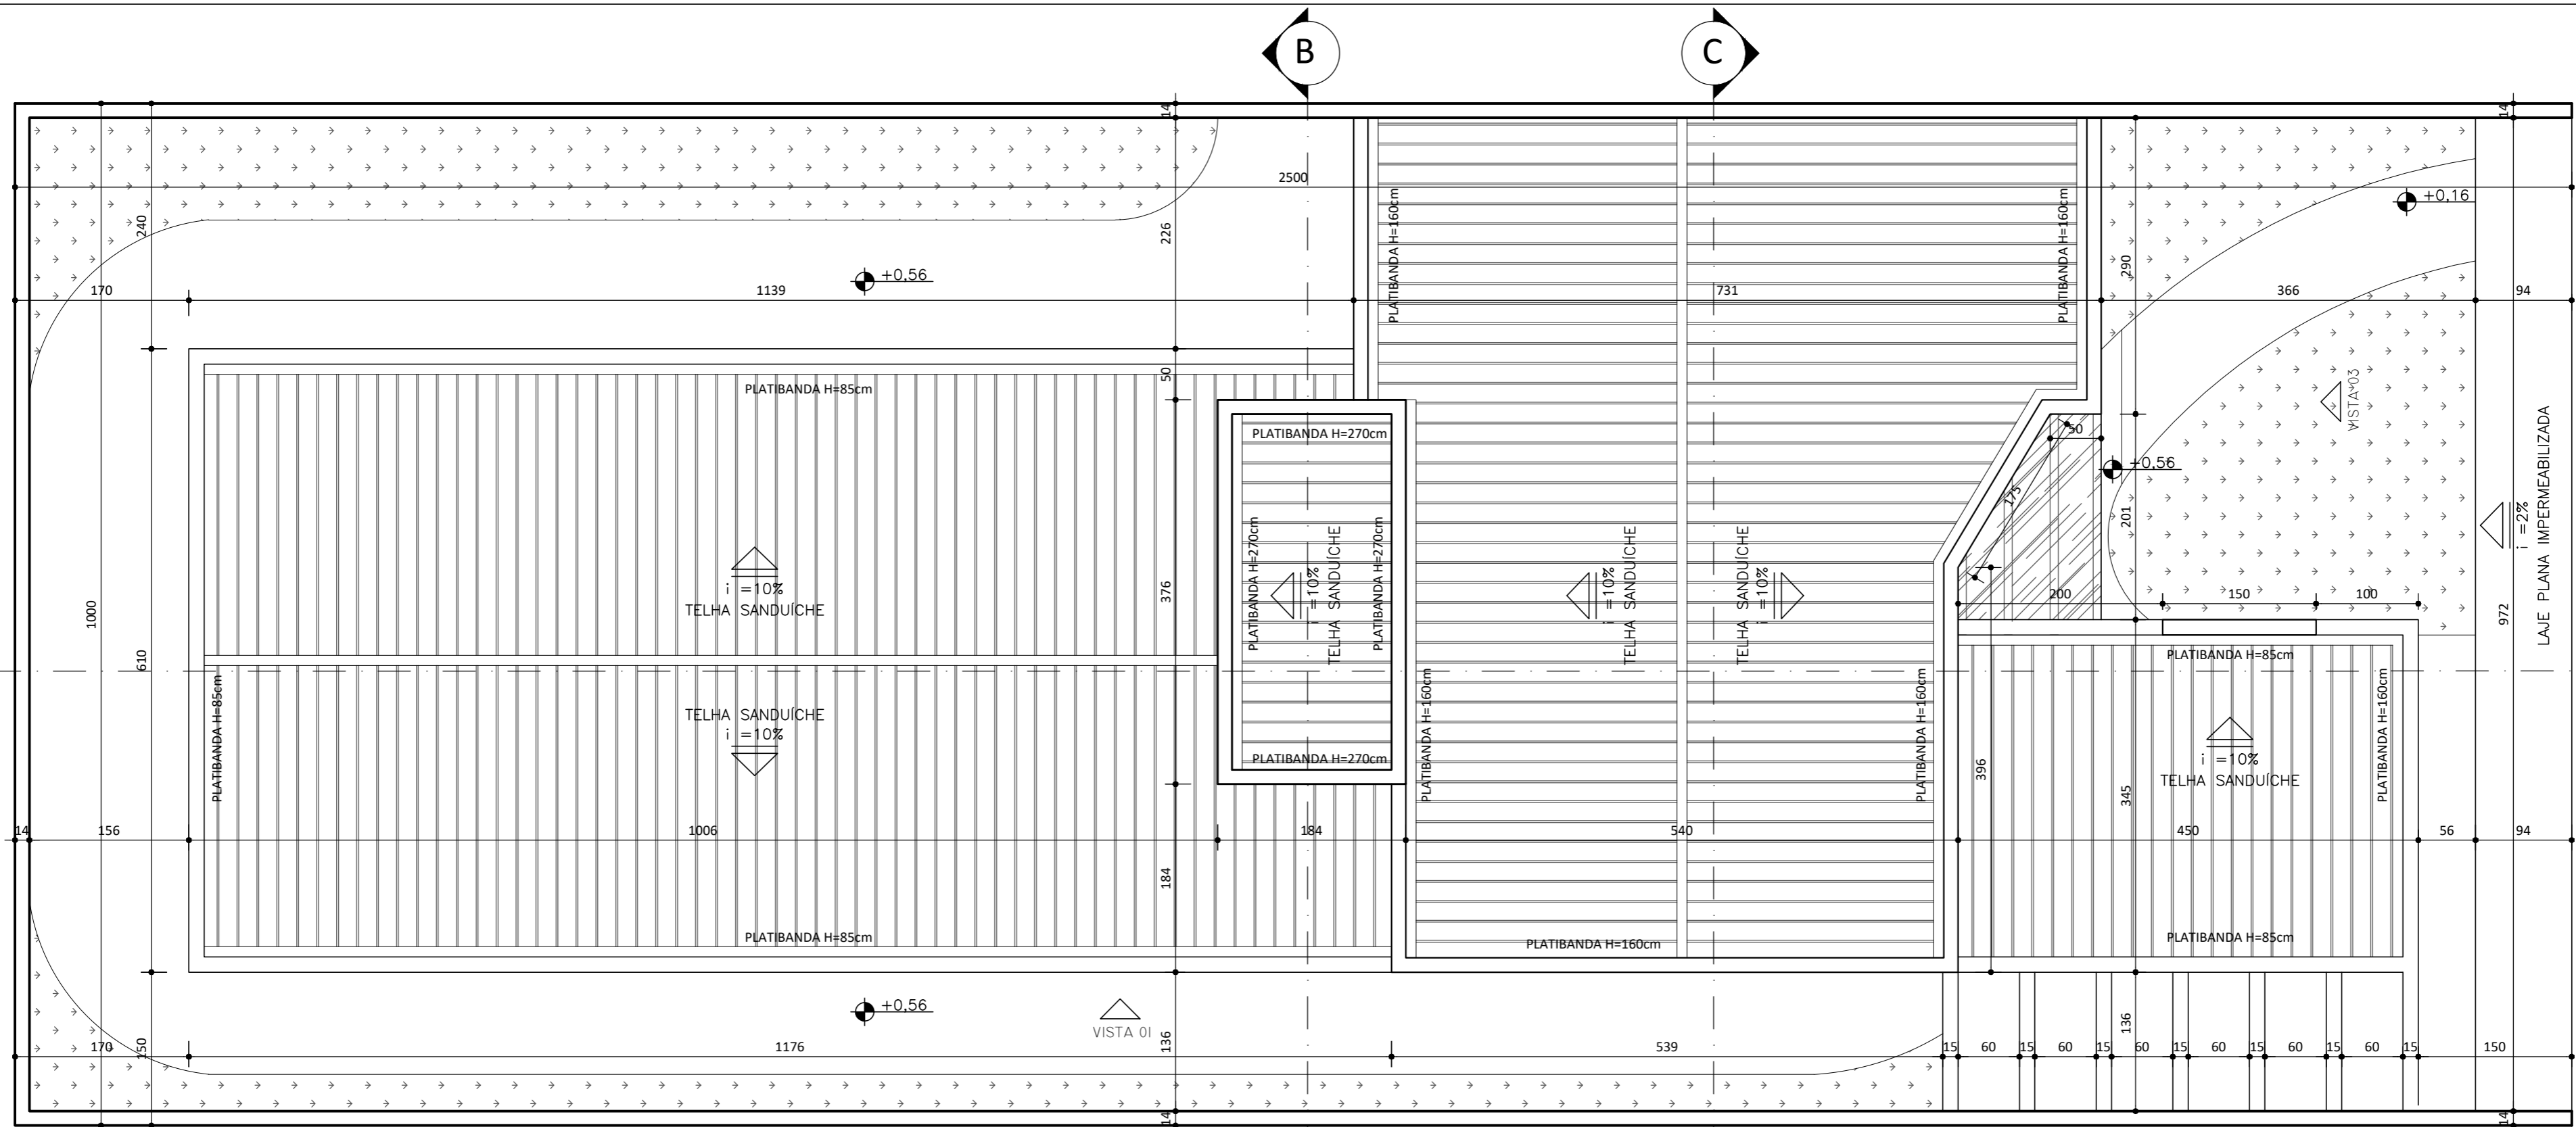 B
C
14
14
2500
+0,16
240
226
PLATIBANDA H=160cm
PLATIBANDA H=160cm
290
+0,56
170
1139
731
366
94
50
PLATIBANDA H=85cm
VISTA 03
PLATIBANDA H=270cm
50
+0,56
LAJE PLANA IMPERMEABILIZADA
i =2%
175
201
PLATIBANDA H=270cm
i =10%
TELHA SANDUÍCHE
PLATIBANDA H=270cm
i =10%
TELHA SANDUÍCHE
TELHA SANDUÍCHE
i =10%
i =10%
TELHA SANDUÍCHE
376
1000
200
150
100
972
610
PLATIBANDA H=85cm
PLATIBANDA H=85cm
TELHA SANDUÍCHE
i =10%
PLATIBANDA H=160cm
PLATIBANDA H=160cm
PLATIBANDA H=160cm
PLATIBANDA H=270cm
396
i =10%
TELHA SANDUÍCHE
345
14
156
1006
184
540
450
56
94
184
PLATIBANDA H=85cm
PLATIBANDA H=160cm
PLATIBANDA H=85cm
+0,56
VISTA 01
136
136
170
150
1176
539
15
60
15
60
15
60
15
60
15
60
15
60
15
150
14
14